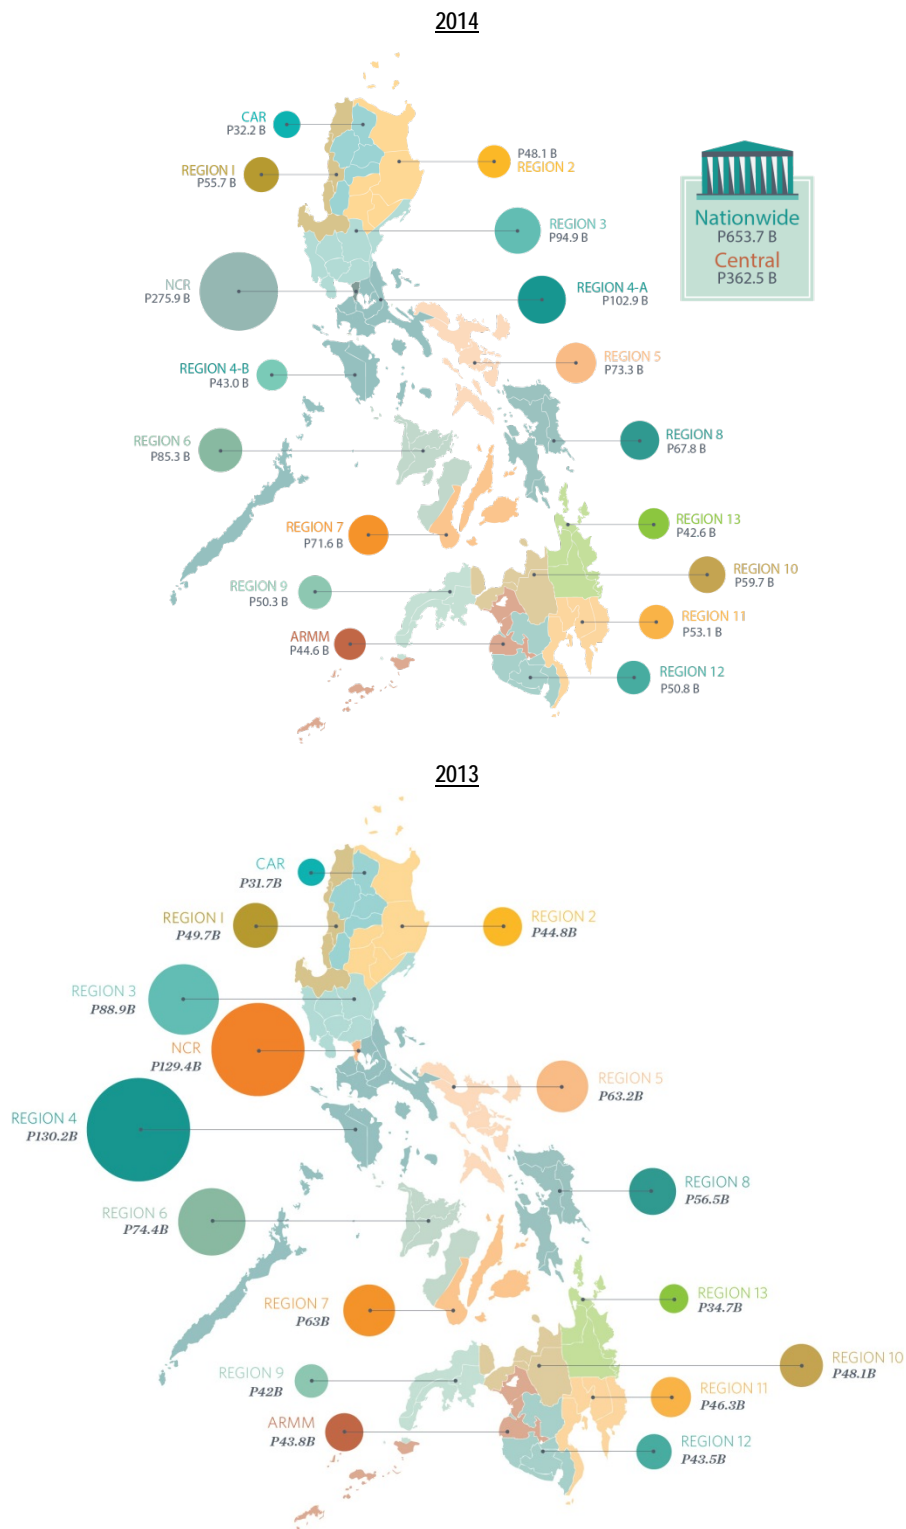 2014
CAR
P32.2 B
REGION I
P55.7 B
P48.1 B
REGION 2
Nationwide
P653.7 B
Central
P362.5 B
REGION 3
P94.9 B
NCR
P275.9 B
REGION 4-A
P102.9 B
REGION 4-B
P43.0 B
REGION 5
P73.3 B
REGION 6
P85.3 B
REGION 8
P67.8 B
REGION 7
P71.6 B
REGION 13
P42.6 B
REGION 9
P50.3 B
REGION 10
P59.7 B
REGION 11
P53.1 B
ARMM
P44.6 B
REGION 12
P50.8 B
2013
CAR
P31.7B
REGION I
P49.7B
REGION 2
P44.8B
REGION 3
P88.9B
NCR
P129.4B
REGION 5
P63.2B
REGION 4
P130.2B
REGION 8
P56.5B
REGION 6
P74.4B
REGION 7
P63B
REGION 13
P34.7B
REGION 10
P48.1B
REGION 9
P42B
REGION 11
P46.3B
ARMM
P43.8B
REGION 12
P43.5B